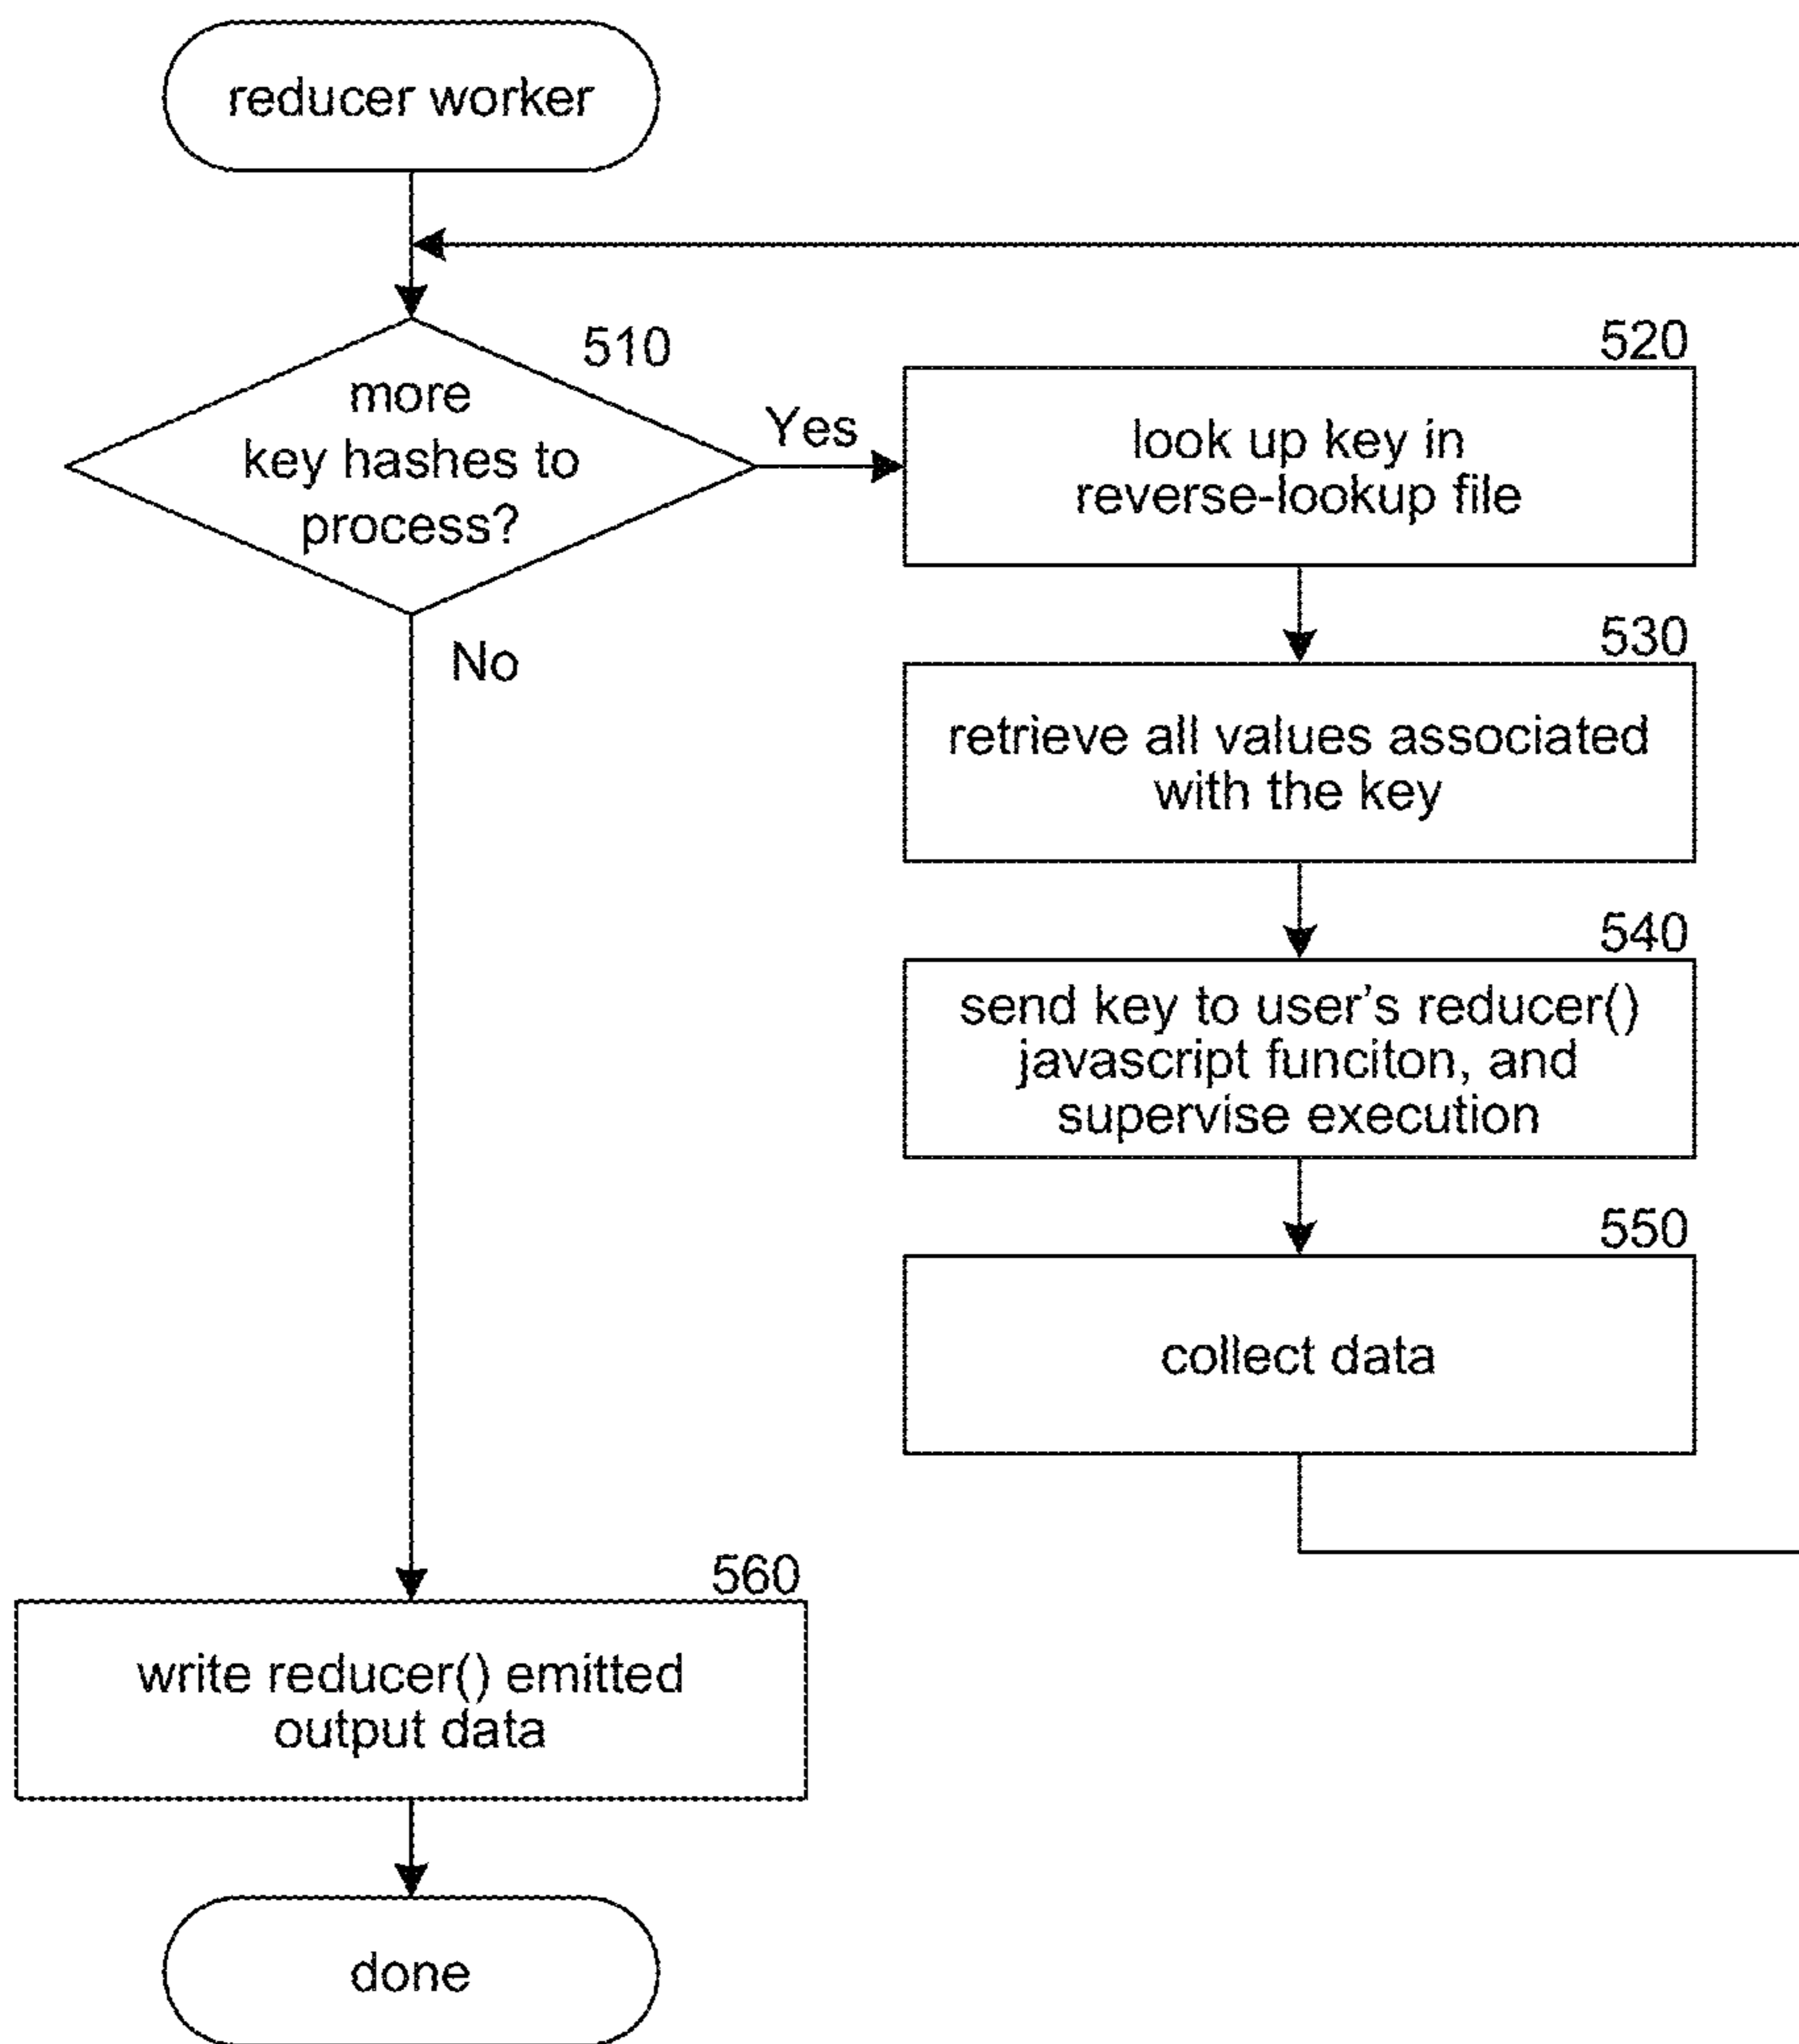 reducer worker
510
more
key hashes to
process?
Yes
No
520
look up key in
reverse-lookup file
530
retrieve all values associated
with the key
540
send key to user's reducer()
javascript funciton, and
supervise execution
550
collect data
560
write reducer() emitted
output data
done